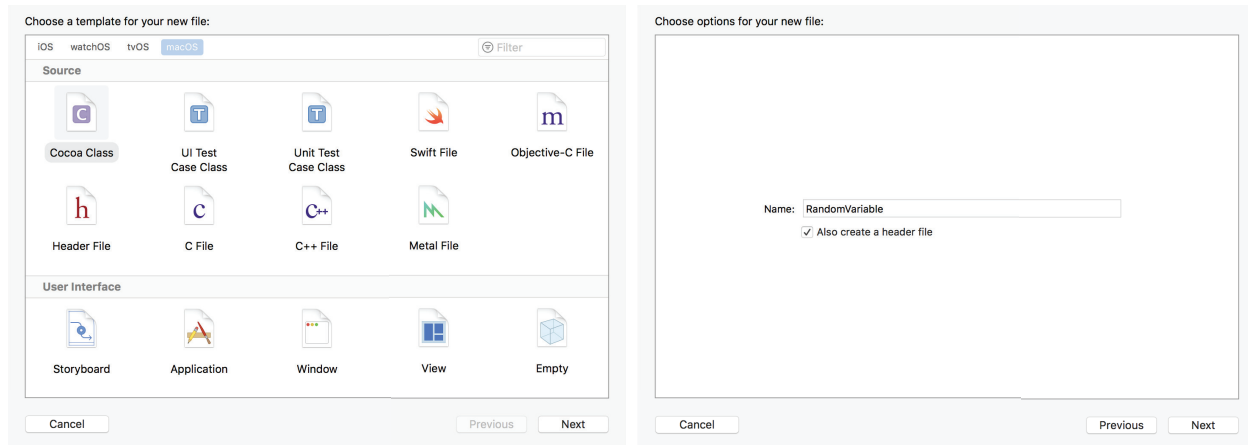 Choose a template for your new file:
iOS watchOS tvOS macOS Filter
Source
C T T m
Cocoa Class UI Test Case Class Unit Test Case Class Swift File Objective-C File
h c C++
Header File C File C++ File Metal File
User Interface
Storyboard Application Window View Empty
Cancel Previous Next
Choose options for your new file:
Name: RandomVariable
Also create a header file
Cancel Previous Next